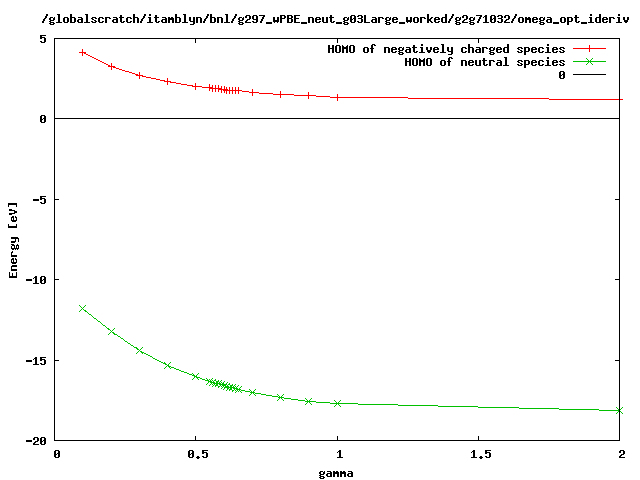 /globalscratch/itamblyn/bnl/g297_wPBE_neut_g03Large_worked/g2g71032/omega_opt_ideriv
HOMO of negatively charged species
HOMO of neutral species
0
Energy [eV]
5
0
-5
-10
-15
-20
0 0.5 1 1.5 2
gamma